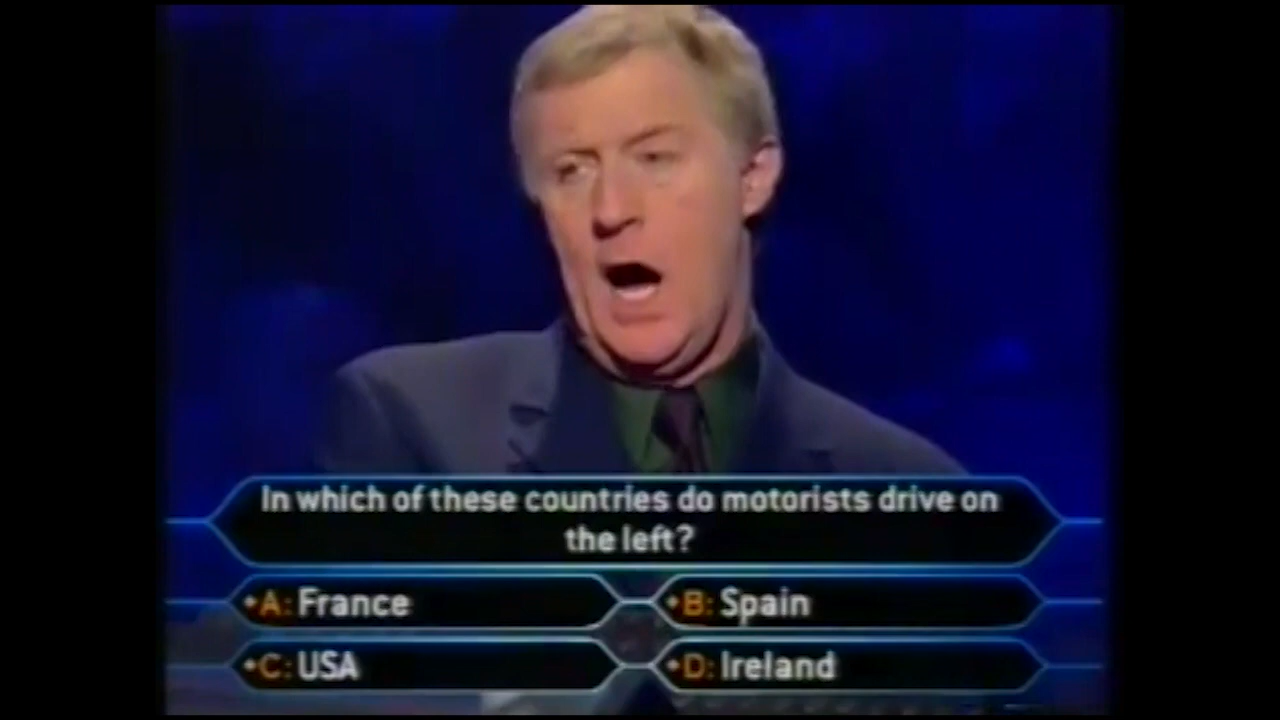 In which of these countries do motorists drive on
the left?
A: France
B: Spain
C: USA
D: Ireland